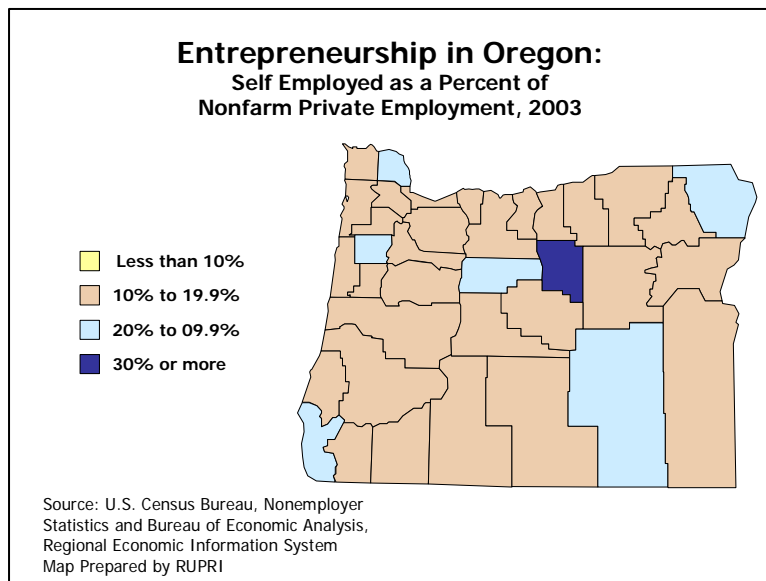 Entrepreneurship in Oregon:
Self Employed as a Percent of
Nonfarm Private Employment, 2003
Less than 10%
10% to 19.9%
20% to 09.9%
30% or more
Source: U.S. Census Bureau, Nonemployer
Statistics and Bureau of Economic Analysis,
Regional Economic Information System
Map Prepared by RUPRI